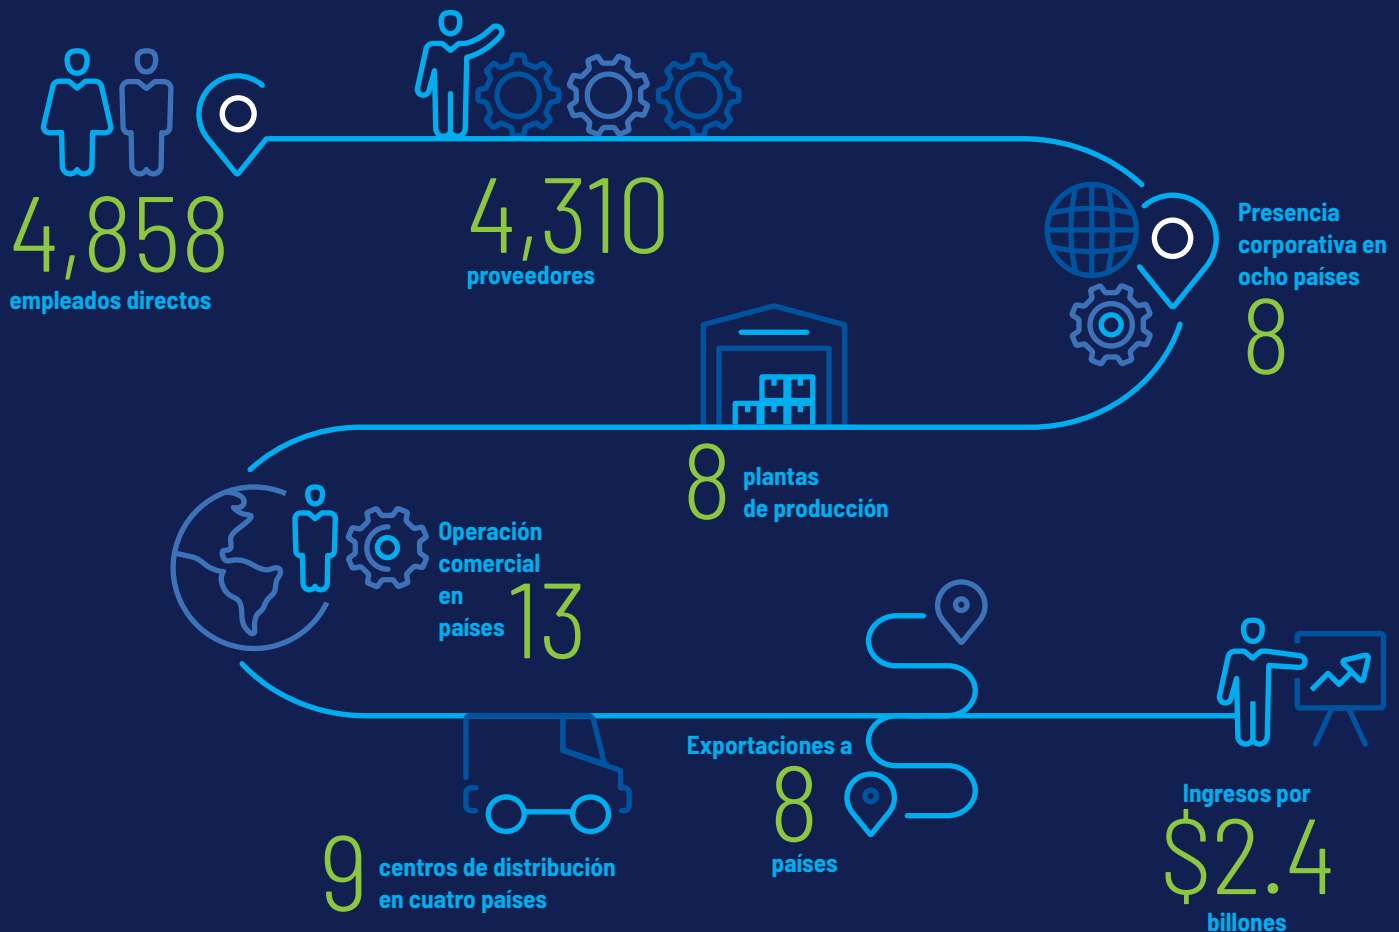 4,858
empleados directos
4,310
proveedores
Presencia
corporativa en
ocho países
8
8
plantas
de producción
Operación
comercial
en
países 13
Exportaciones a
8
países
9
centros de distribución
en cuatro países
Ingresos por
$2.4
billones